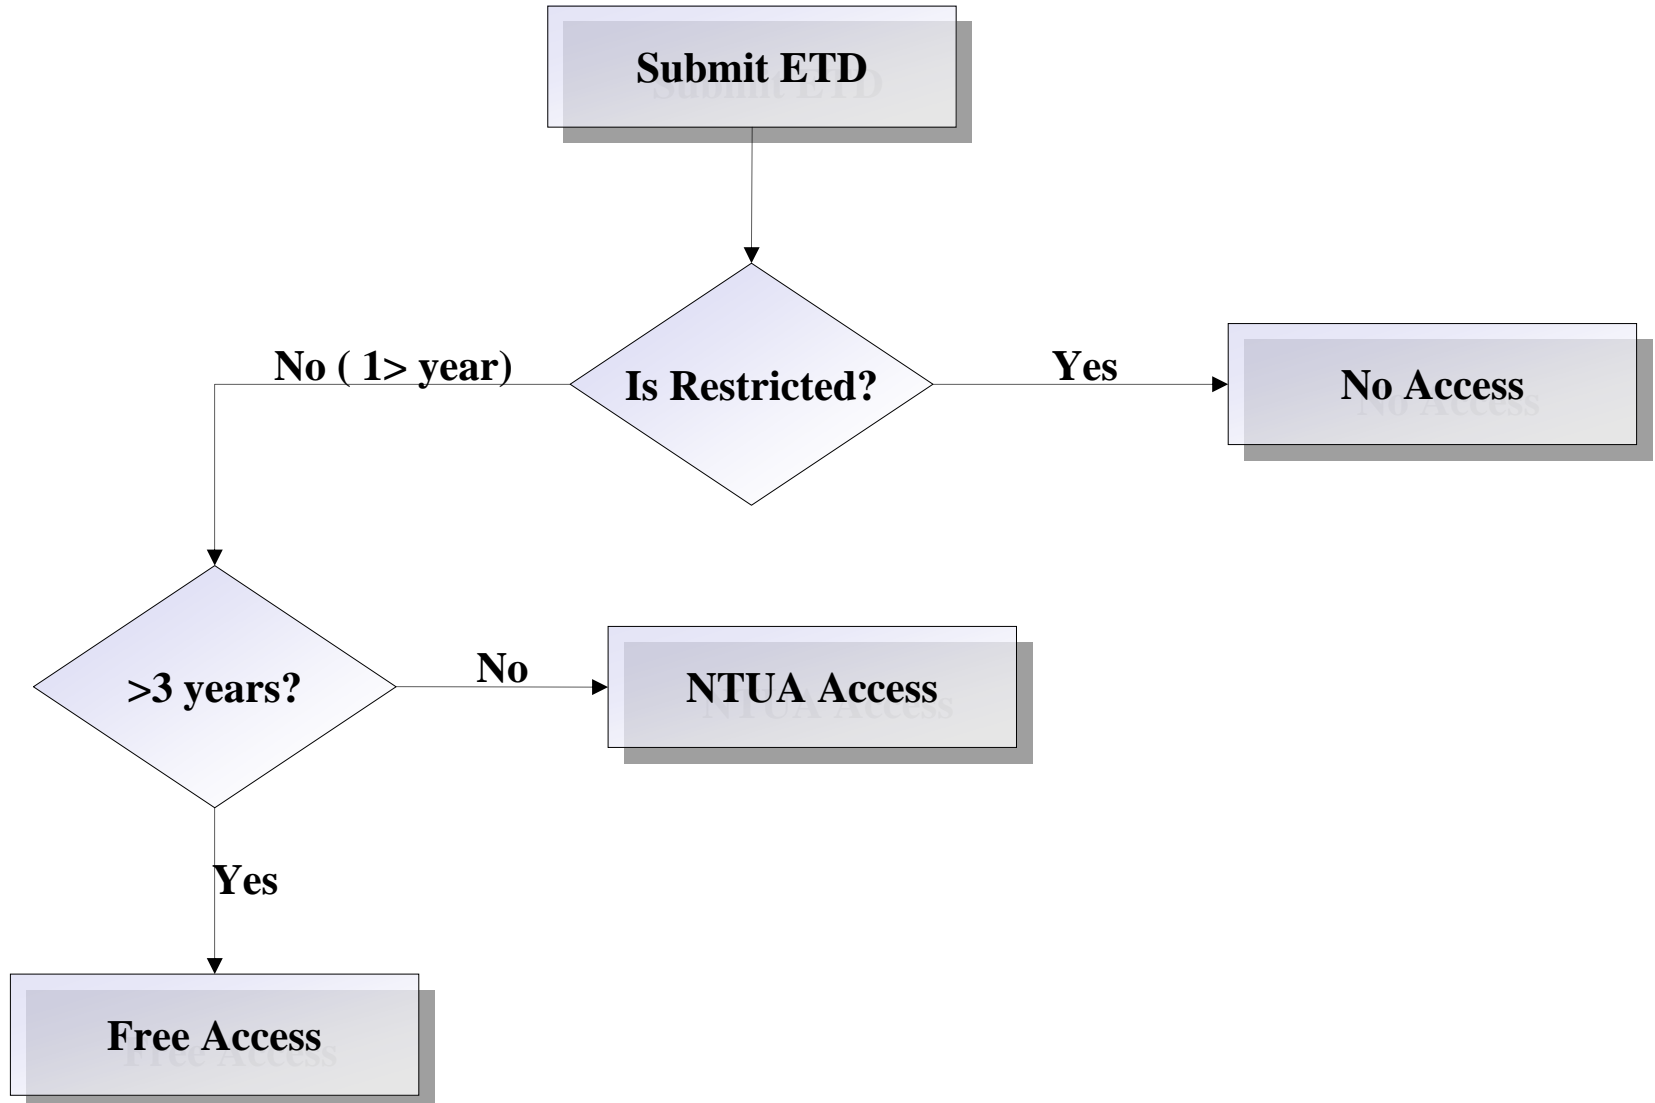 Submit ETD
No ( 1> year)
Is Restricted?
Yes
No Access
>3 years?
No
NTUA Access
Yes
Free Access